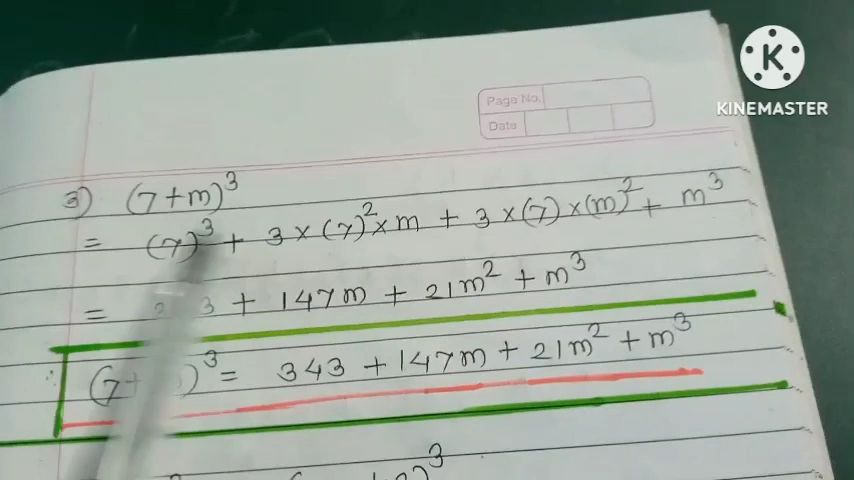 KINEMASTER
Page No.
Date
3) (7+m)³
= (7)³ + 3×(7)²×m + 3×(7)×(m)²+ m³
= 3 + 147m + 21m² + m³
(7+ )³ = 343 + 147m + 21m² + m³
)³